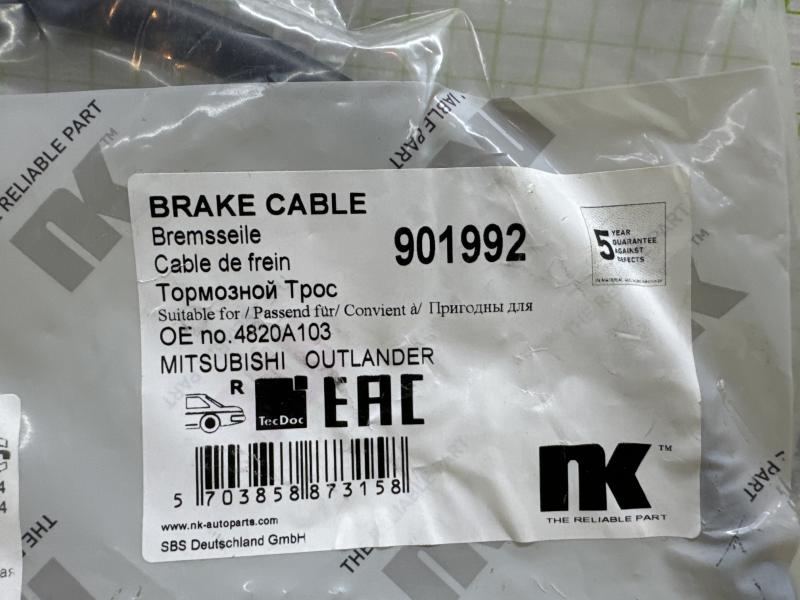 THE RELIABLE PART
NK™
BRAKE CABLE
Bremsseile
Cable de frein
Тормозной Трос
901992
5 YEAR
GUARANTEE
AGAINST
DEFECTS
Suitable for / Passend für/ Convient à/ Пригодны для
OE no.4820A103
MITSUBISHI OUTLANDER
R
TecDoc
EAC
5 703858 873158
www.nk-autoparts.com
SBS Deutschland GmbH
nK™
THE RELIABLE PART